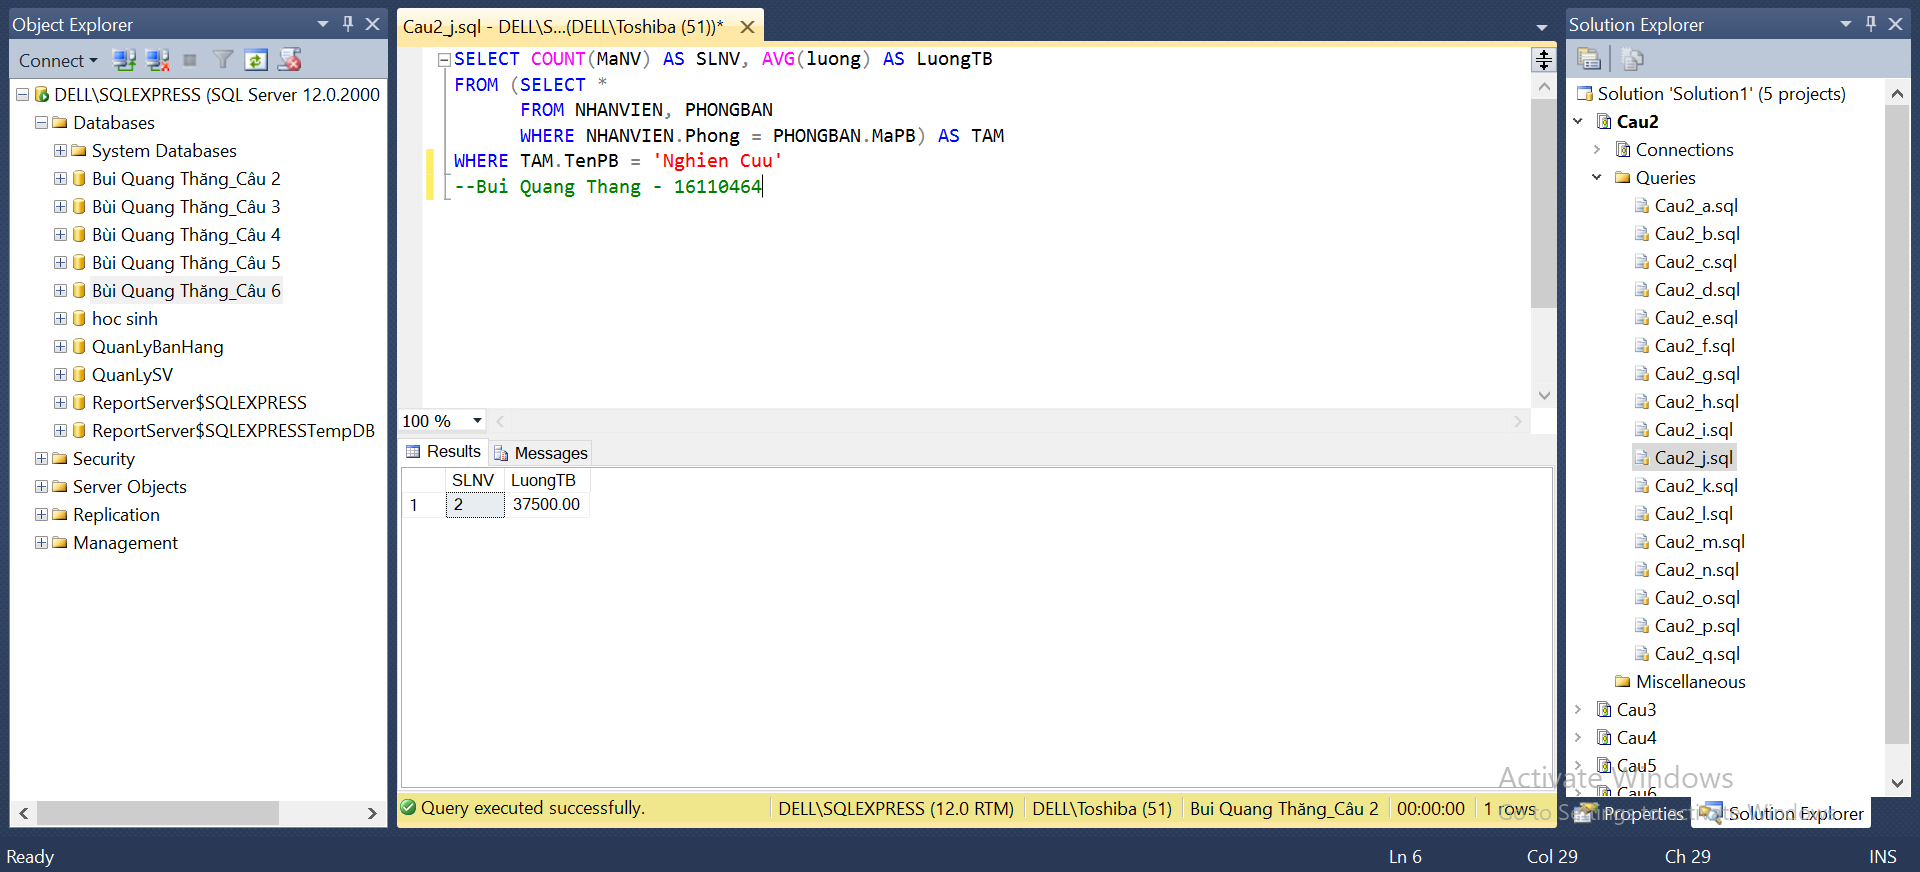 Object Explorer
Connect
DELL\SQLEXPRESS (SQL Server 12.0.2000
Databases
System Databases
Bui Quang Thăng_Câu 2
Bùi Quang Thăng_Câu 3
Bùi Quang Thăng_Câu 4
Bùi Quang Thăng_Câu 5
Bùi Quang Thăng_Câu 6
hoc sinh
QuanLyBanHang
QuanLySV
ReportServer$SQLEXPRESS
ReportServer$SQLEXPRESSTempDB
Security
Server Objects
Replication
Management
Cau2_j.sql - DELL\S...(DELL\Toshiba (51))*
SELECT COUNT(MaNV) AS SLNV, AVG(luong) AS LuongTB
FROM (SELECT *
FROM NHANVIEN, PHONGBAN
WHERE NHANVIEN.Phong = PHONGBAN.MaPB) AS TAM
WHERE TAM.TenPB = 'Nghien Cuu'
--Bui Quang Thang - 16110464
100 %
Results Messages
SLNV LuongTB
1 2 37500.00
Query executed successfully. DELL\SQLEXPRESS (12.0 RTM) DELL\Toshiba (51) Bui Quang Thăng_Câu 2 00:00:00 1 rows
Solution Explorer
Solution 'Solution1' (5 projects)
Cau2
Connections
Queries
Cau2_a.sql
Cau2_b.sql
Cau2_c.sql
Cau2_d.sql
Cau2_e.sql
Cau2_f.sql
Cau2_g.sql
Cau2_h.sql
Cau2_i.sql
Cau2_j.sql
Cau2_k.sql
Cau2_l.sql
Cau2_m.sql
Cau2_n.sql
Cau2_o.sql
Cau2_p.sql
Cau2_q.sql
Miscellaneous
Cau3
Cau4
Cau5
Cau6
Activate Windows
Go to Settings to activate Windows.
Properties Solution Explorer
Ready Ln 6 Col 29 Ch 29 INS